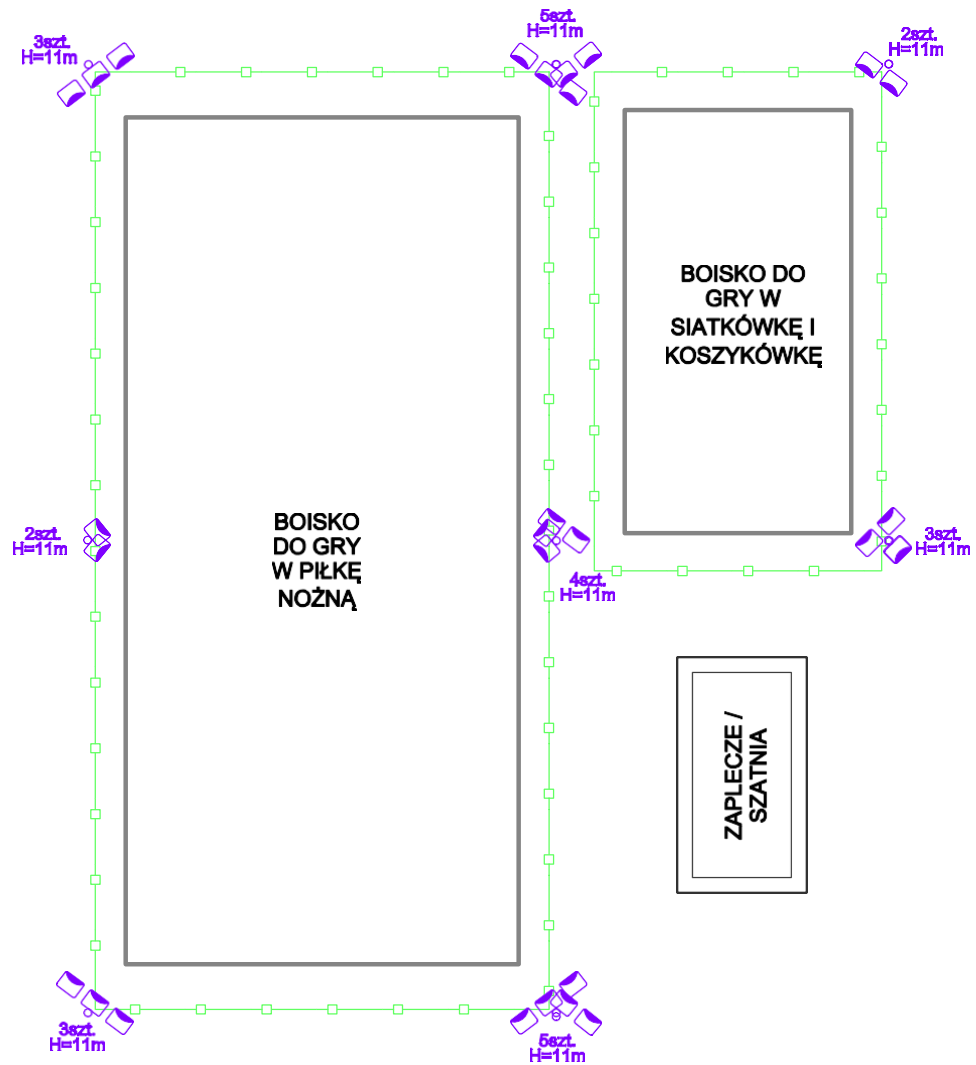 5szt.
H=11m
3szt.
H=11m
2szt.
H=11m
BOISKO DO
GRY W
SIATKÓWKĘ I
KOSZYKÓWKĘ
BOISKO
DO GRY
W PIŁKĘ
NOŻNĄ
2szt.
H=11m
3szt.
H=11m
4szt.
H=11m
ZAPLECZE /
SZATNIA
3szt.
H=11m
5szt.
H=11m